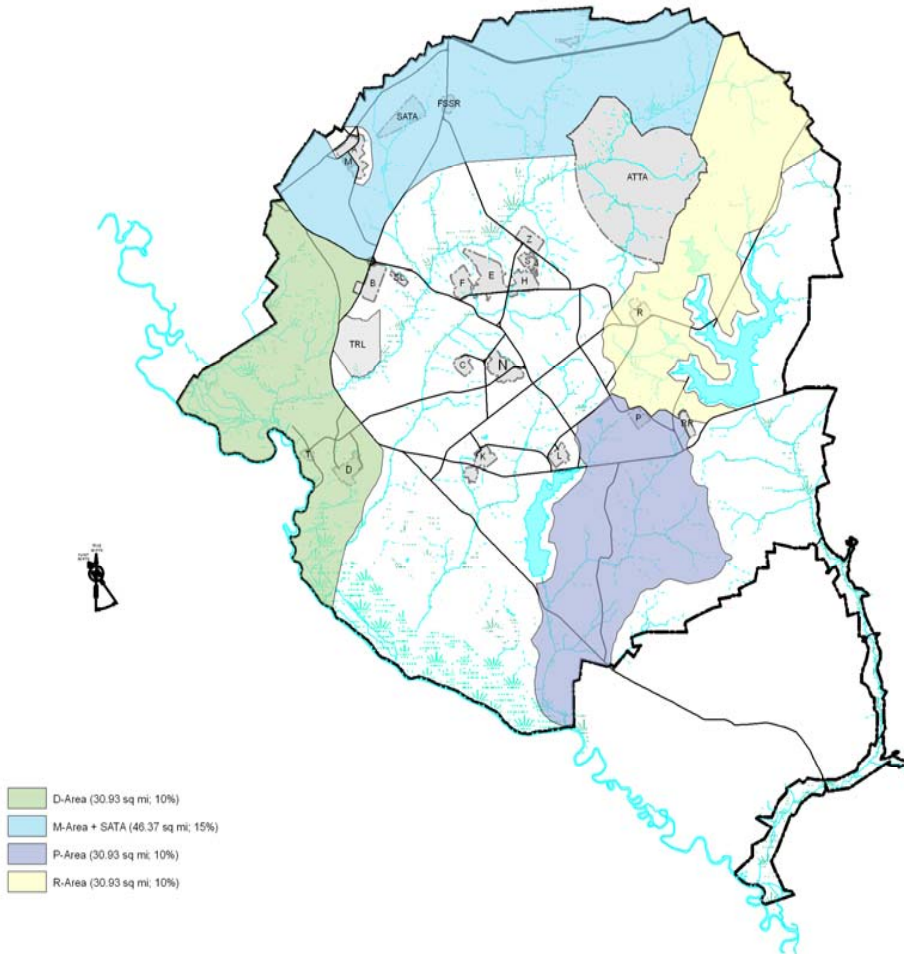 SATA
FSSR
A
M
ATTA
Z
S
F
E
H
B
R
TRL
C
N
P
PR
K
L
T
D
D-Area (30.93 sq mi; 10%)
M-Area + SATA (46.37 sq mi; 15%)
P-Area (30.93 sq mi; 10%)
R-Area (30.93 sq mi; 10%)